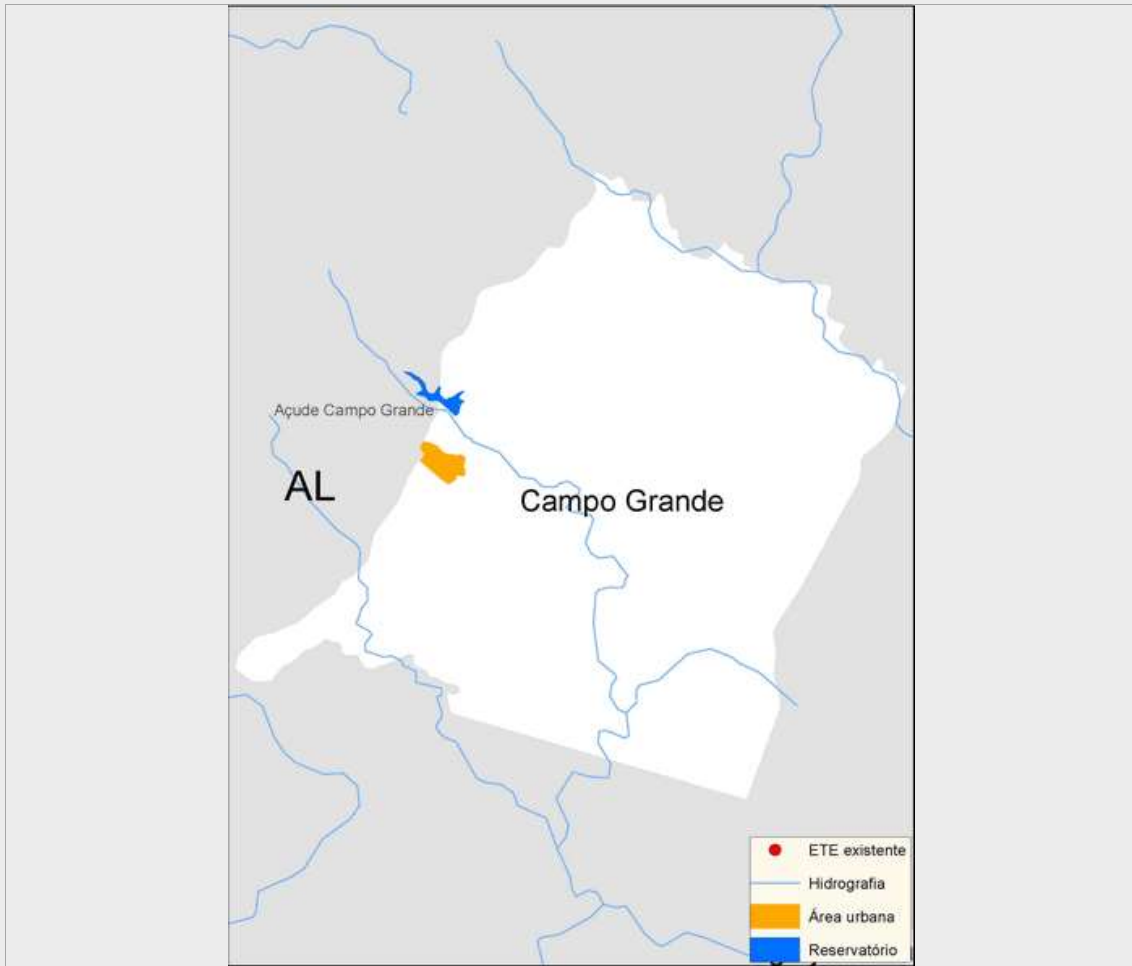 Açude Campo Grande
AL
Campo Grande
ETE existente
Hidrografia
Área urbana
Reservatório